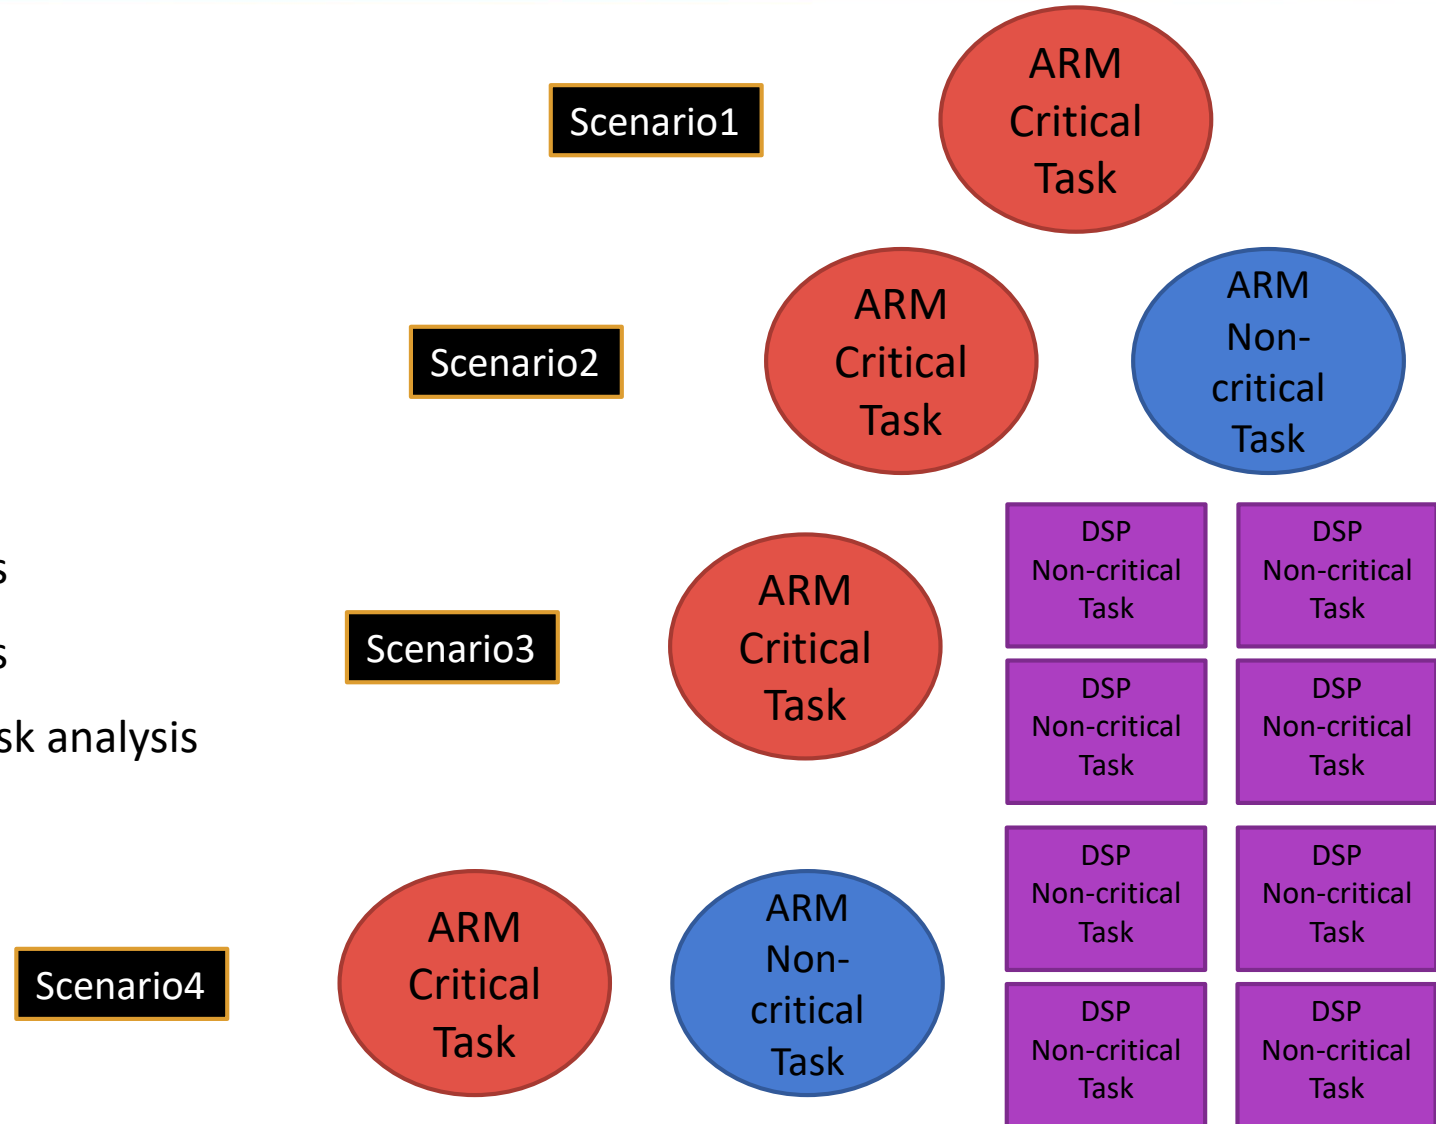 Scenario1
ARM
Critical
Task
Scenario2
ARM
Critical
Task
ARM
Non-
critical
Task
s
s
sk analysis
Scenario3
ARM
Critical
Task
DSP
Non-critical
Task
DSP
Non-critical
Task
DSP
Non-critical
Task
DSP
Non-critical
Task
Scenario4
ARM
Critical
Task
ARM
Non-
critical
Task
DSP
Non-critical
Task
DSP
Non-critical
Task
DSP
Non-critical
Task
DSP
Non-critical
Task